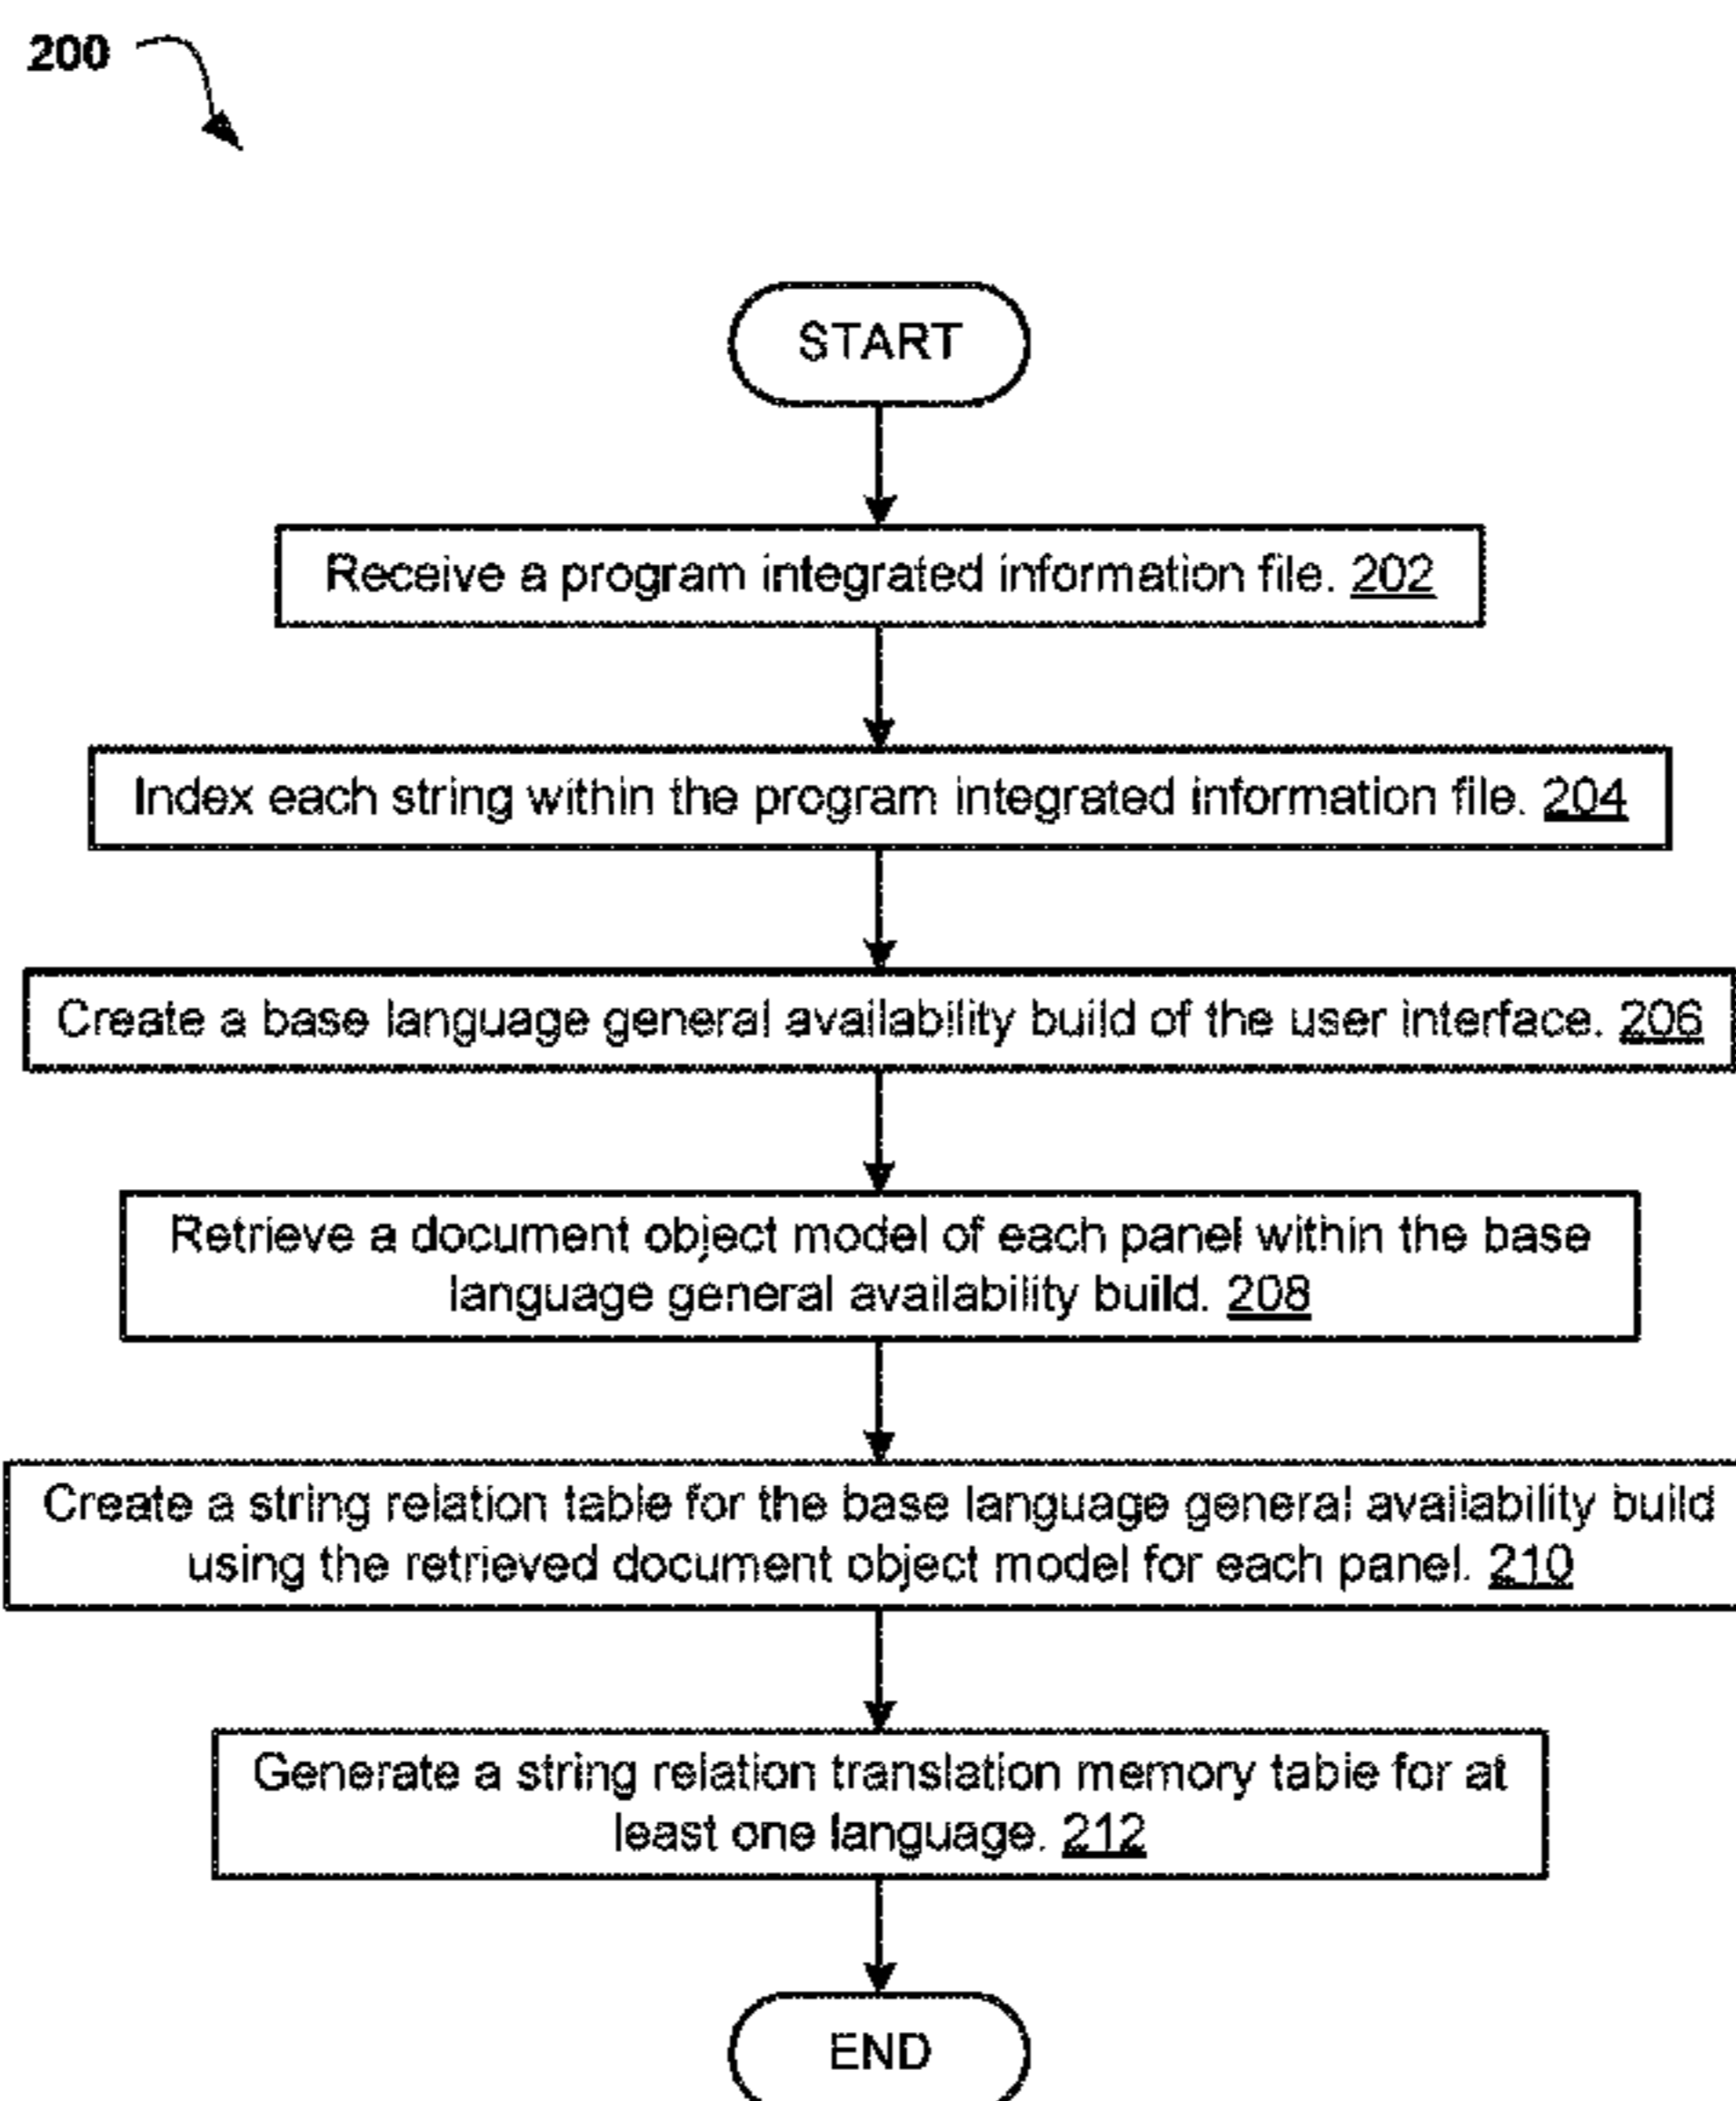 200
START
Receive a program integrated information file. 202
Index each string within the program integrated information file. 204
Create a base language general availability build of the user interface. 206
Retrieve a document object model of each panel within the base
language general availability build. 208
Create a string relation table for the base language general availability build
using the retrieved document object model for each panel. 210
Generate a string relation translation memory table for at
least one language. 212
END